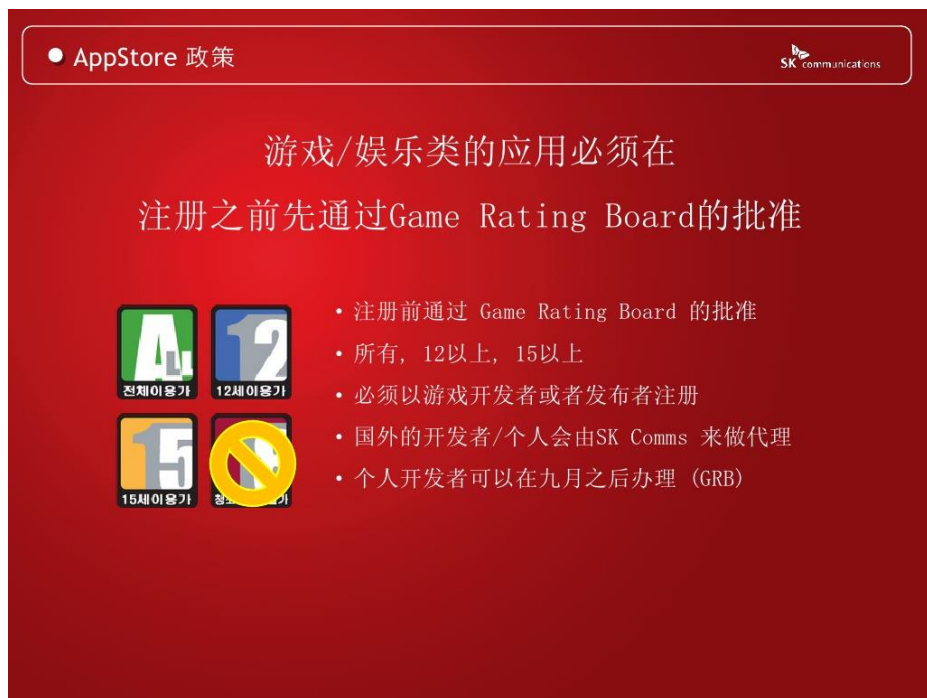 AppStore 政策
SK communications
游戏/娱乐类的应用必须在
注册之前先通过Game Rating Board的批准
ALL
전체이용가
12
12세이용가
15
15세이용가
• 注册前通过 Game Rating Board 的批准
• 所有, 12以上, 15以上
• 必须以游戏开发者或者发布者注册
• 国外的开发者/个人会由SK Comms 来做代理
• 个人开发者可以在九月之后办理 (GRB)